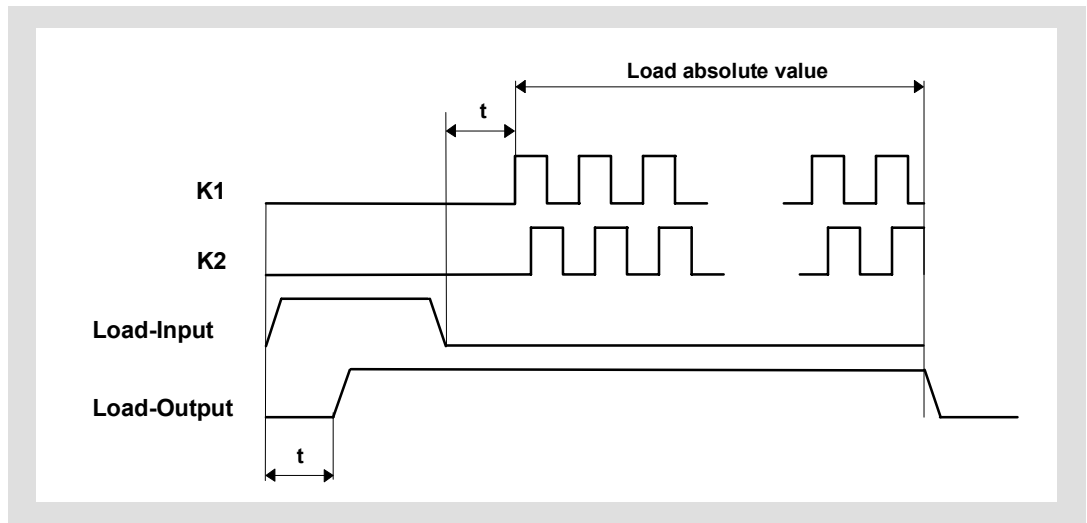 Load absolute value
t
K1
K2
Load-Input
Load-Output
t